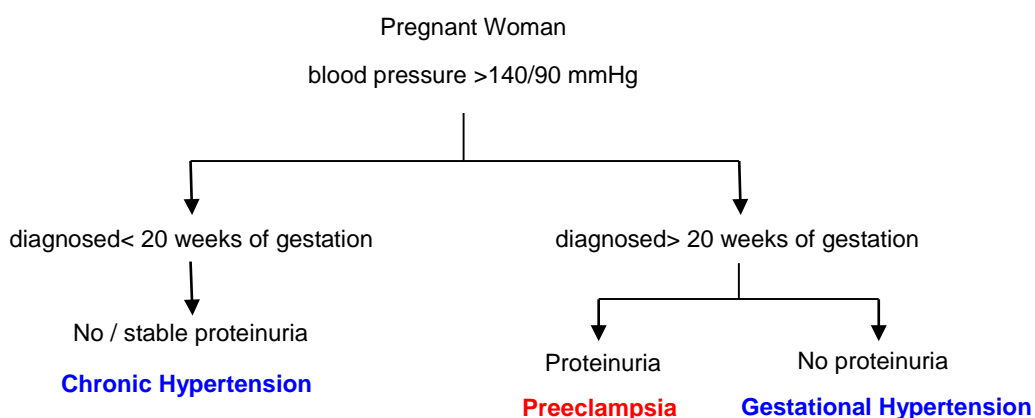 Pregnant Woman
blood pressure >140/90 mmHg
diagnosed< 20 weeks of gestation
diagnosed> 20 weeks of gestation
No / stable proteinuria
Chronic Hypertension
Proteinuria
No proteinuria
Preeclampsia
Gestational Hypertension